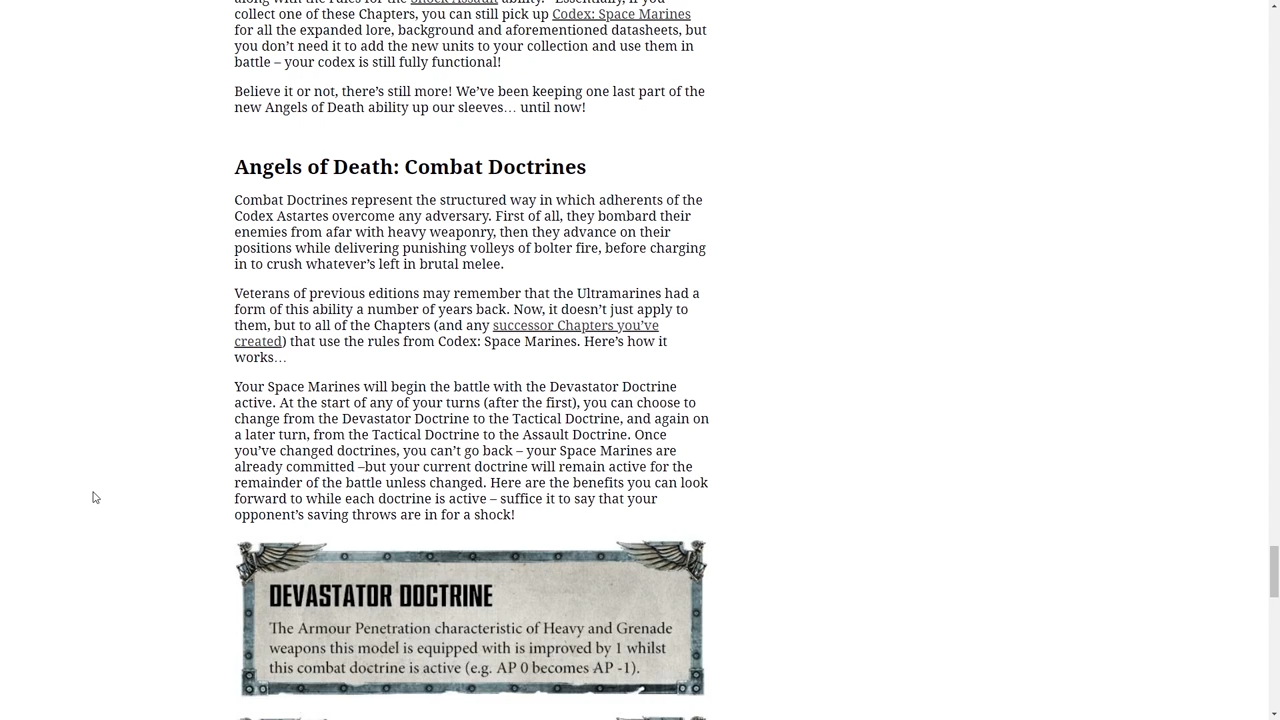 collect one of these Chapters, you can still pick up Codex: Space Marines
for all the expanded lore, background and aforementioned datasheets, but
you don’t need it to add the new units to your collection and use them in
battle – your codex is still fully functional!
Believe it or not, there’s still more! We’ve been keeping one last part of the
new Angels of Death ability up our sleeves… until now!
Angels of Death: Combat Doctrines
Combat Doctrines represent the structured way in which adherents of the
Codex Astartes overcome any adversary. First of all, they bombard their
enemies from afar with heavy weaponry, then they advance on their
positions while delivering punishing volleys of bolter fire, before charging
in to crush whatever’s left in brutal melee.
Veterans of previous editions may remember that the Ultramarines had a
form of this ability a number of years back. Now, it doesn’t just apply to
them, but to all of the Chapters (and any successor Chapters you’ve
created) that use the rules from Codex: Space Marines. Here’s how it
works…
Your Space Marines will begin the battle with the Devastator Doctrine
active. At the start of any of your turns (after the first), you can choose to
change from the Devastator Doctrine to the Tactical Doctrine, and again on
a later turn, from the Tactical Doctrine to the Assault Doctrine. Once
you’ve changed doctrines, you can’t go back – your Space Marines are
already committed –but your current doctrine will remain active for the
remainder of the battle unless changed. Here are the benefits you can look
forward to while each doctrine is active – suffice it to say that your
opponent’s saving throws are in for a shock!
DEVASTATOR DOCTRINE
The Armour Penetration characteristic of Heavy and Grenade
weapons this model is equipped with is improved by 1 whilst
this combat doctrine is active (e.g. AP 0 becomes AP -1).